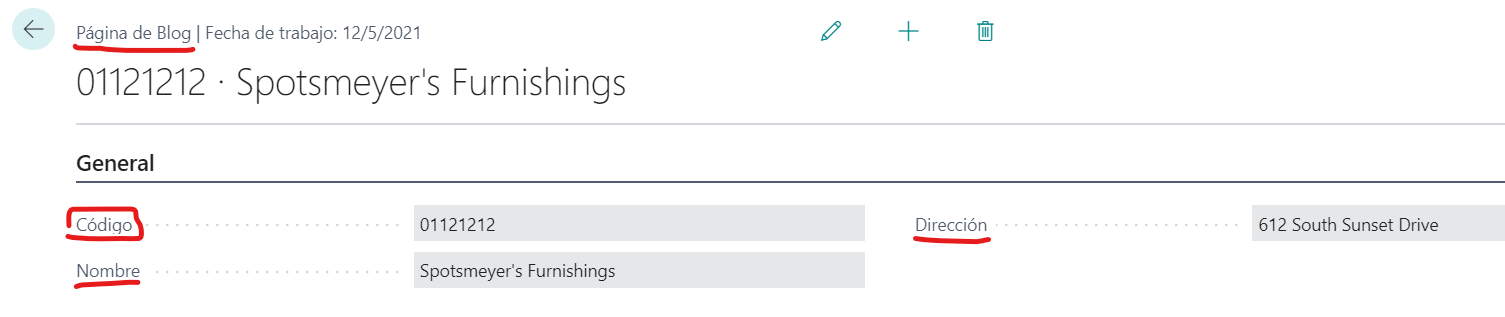 Página de Blog | Fecha de trabajo: 12/5/2021
01121212 · Spotsmeyer's Furnishings
General
Código 01121212 Dirección 612 South Sunset Drive
Nombre Spotsmeyer's Furnishings